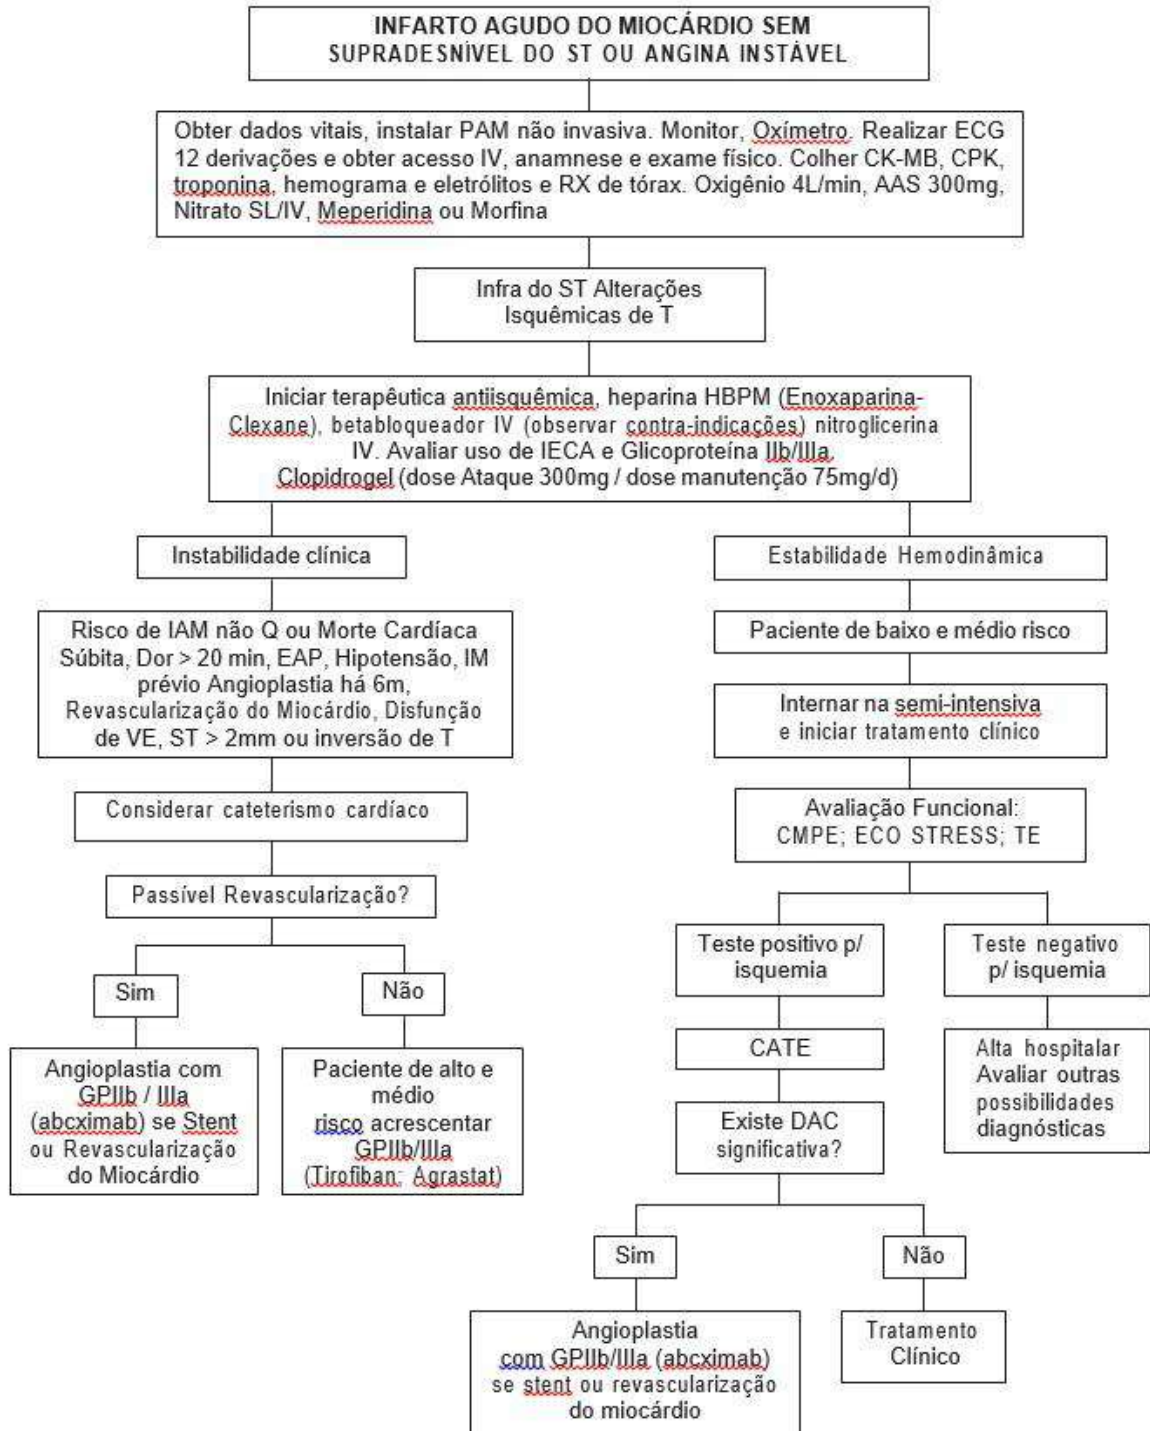 INFARTO AGUDO DO MIOCÁRDIO SEM
SUPRADESNÍVEL DO ST OU ANGINA INSTÁVEL
Obter dados vitais, instalar PAM não invasiva. Monitor, Oxímetro. Realizar ECG
12 derivações e obter acesso IV, anamnese e exame físico. Colher CK-MB, CPK,
troponina, hemograma e eletrólitos e RX de tórax. Oxigênio 4L/min, AAS 300mg,
Nitrato SL/IV, Meperidina ou Morfina
Infra do ST Alterações
Isquêmicas de T
Iniciar terapêutica antiisquêmica, heparina HBPM (Enoxaparina-
Clexane), betabloqueador IV (observar contra-indicações) nitroglicerina
IV. Avaliar uso de IECA e Glicoproteína IIb/IIIa.
Clopidrogel (dose Ataque 300mg / dose manutenção 75mg/d)
Instabilidade clínica
Risco de IAM não Q ou Morte Cardíaca
Súbita, Dor > 20 min, EAP, Hipotensão, IM
prévio Angioplastia há 6m,
Revascularização do Miocárdio, Disfunção
de VE, ST > 2mm ou inversão de T
Considerar cateterismo cardíaco
Passível Revascularização?
Sim
Não
Angioplastia com
GPIIb / IIIa
(abcximab) se Stent
ou Revascularização
do Miocárdio
Paciente de alto e
médio
risco acrescentar
GPIIb/IIIa
(Tirofiban; Agrastat)
Estabilidade Hemodinâmica
Paciente de baixo e médio risco
Internar na semi-intensiva
e iniciar tratamento clínico
Avaliação Funcional:
CMPE; ECO STRESS; TE
Teste positivo p/
isquemia
Teste negativo
p/ isquemia
CATE
Alta hospitalar
Avaliar outras
possibilidades
diagnósticas
Existe DAC
significativa?
Sim
Não
Angioplastia
com GPIIb/IIIa (abcximab)
se stent ou revascularização
do miocárdio
Tratamento
Clínico